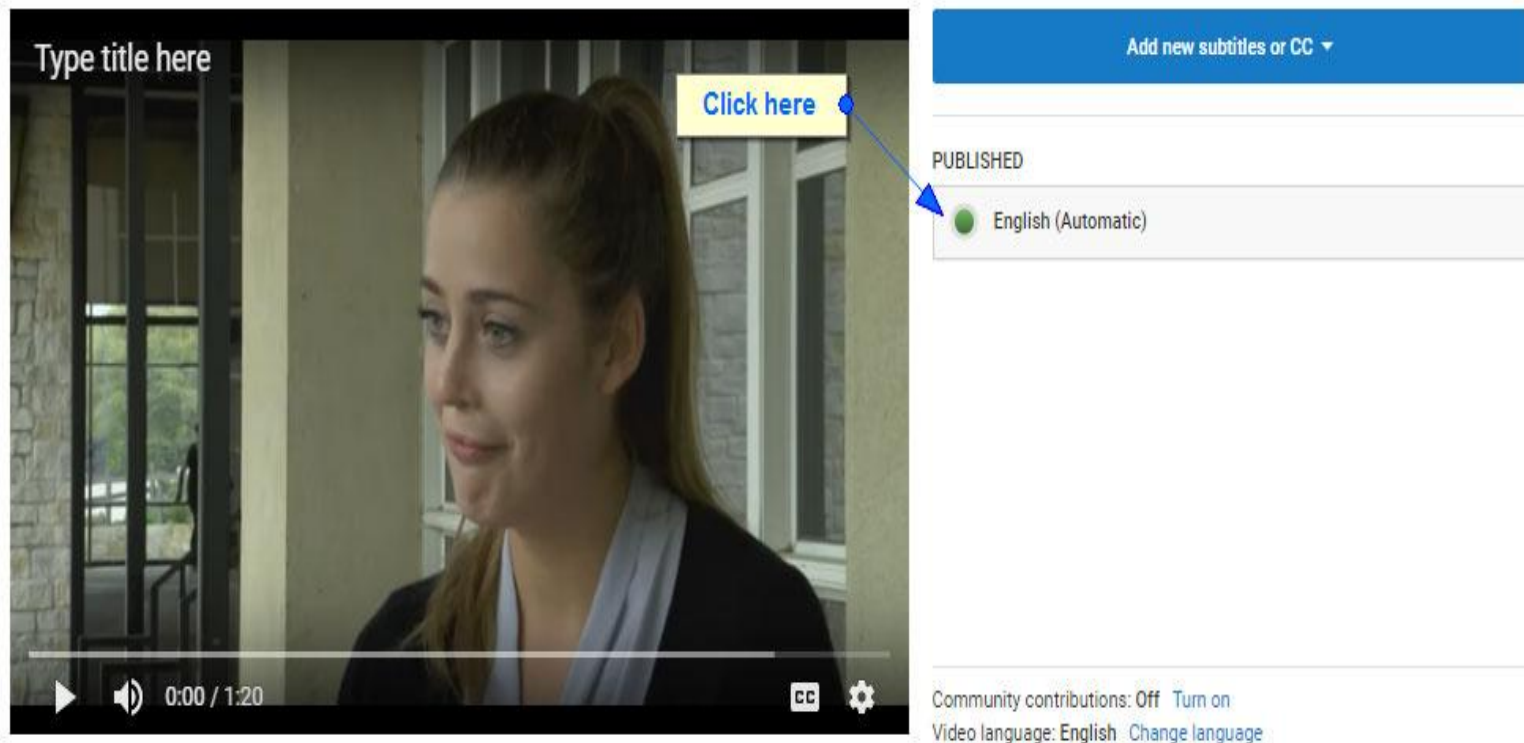 Type title here
Click here
0:00 / 1:20
CC
Add new subtitles or CC
PUBLISHED
English (Automatic)
Community contributions: Off Turn on
Video language: English Change language